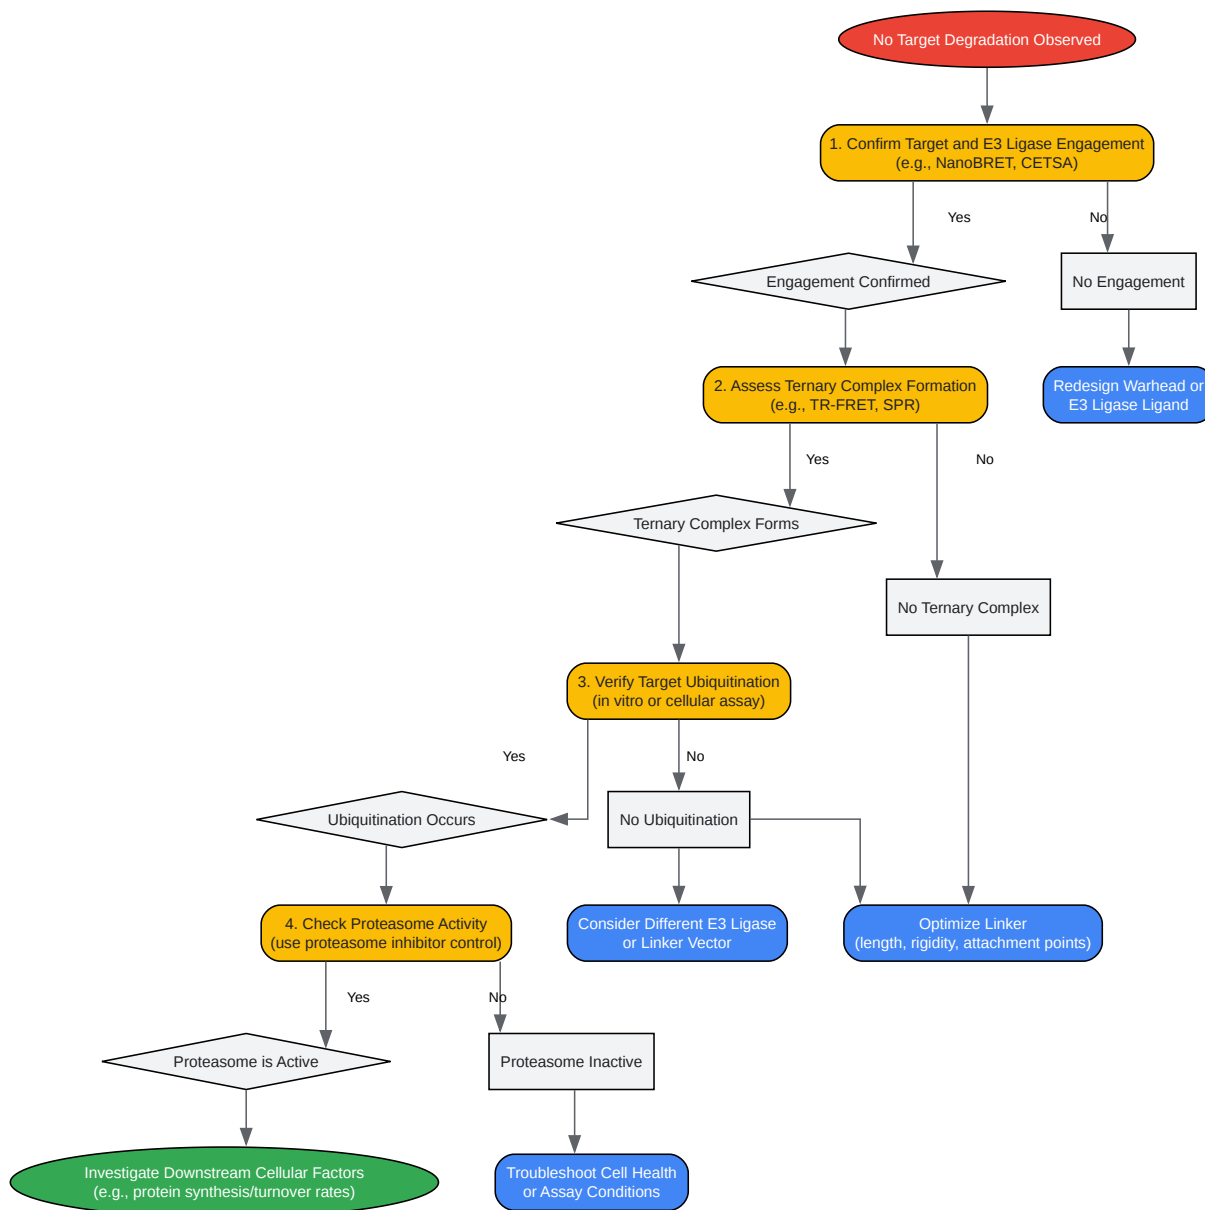 No Target Degradation Observed
1. Confirm Target and E3 Ligase Engagement
(e.g., NanoBRET, CETSA)
Yes
No
Engagement Confirmed
No Engagement
2. Assess Ternary Complex Formation
(e.g., TR-FRET, SPR)
Redesign Warhead or
E3 Ligase Ligand
Yes
No
Ternary Complex Forms
No Ternary Complex
3. Verify Target Ubiquitination
(in vitro or cellular assay)
Yes
No
Ubiquitination Occurs
No Ubiquitination
4. Check Proteasome Activity
(use proteasome inhibitor control)
Consider Different E3 Ligase
or Linker Vector
Optimize Linker
(length, rigidity, attachment points)
Yes
No
Proteasome is Active
Proteasome Inactive
Investigate Downstream Cellular Factors
(e.g., protein synthesis/turnover rates)
Troubleshoot Cell Health
or Assay Conditions